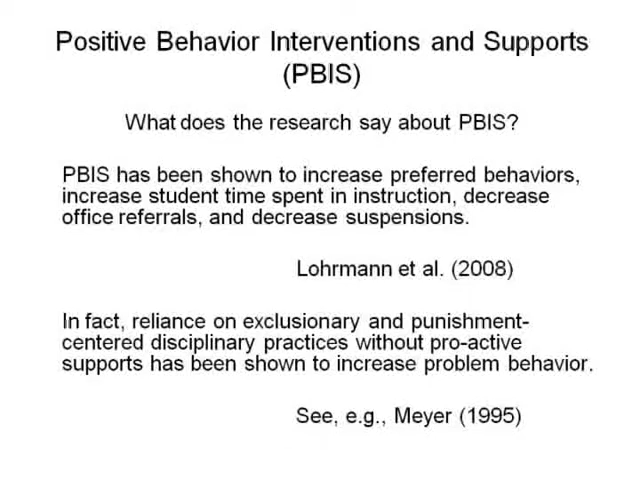 Positive Behavior Interventions and Supports
(PBIS)
What does the research say about PBIS?
PBIS has been shown to increase preferred behaviors,
increase student time spent in instruction, decrease
office referrals, and decrease suspensions.
Lohrmann et al. (2008)
In fact, reliance on exclusionary and punishment-
centered disciplinary practices without pro-active
supports has been shown to increase problem behavior.
See, e.g., Meyer (1995)